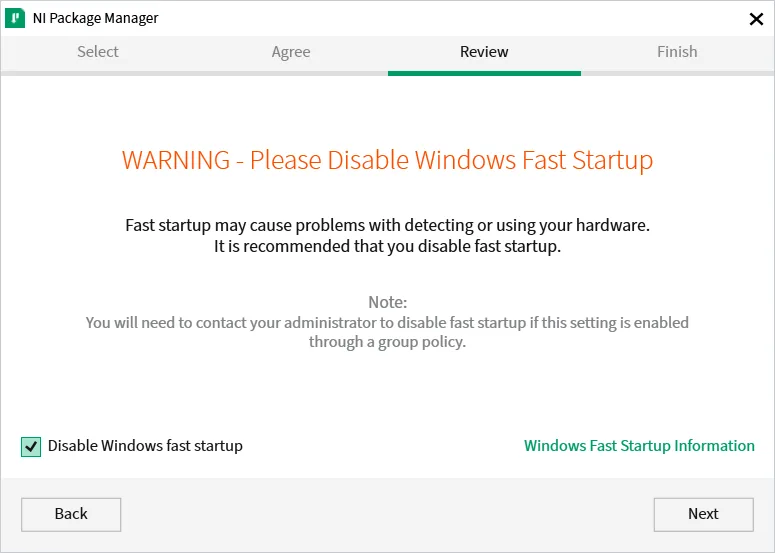 NI Package Manager
Select
Agree
Review
Finish
WARNING - Please Disable Windows Fast Startup
Fast startup may cause problems with detecting or using your hardware.
It is recommended that you disable fast startup.
Note:
You will need to contact your administrator to disable fast startup if this setting is enabled
through a group policy.
Disable Windows fast startup
Windows Fast Startup Information
Back
Next